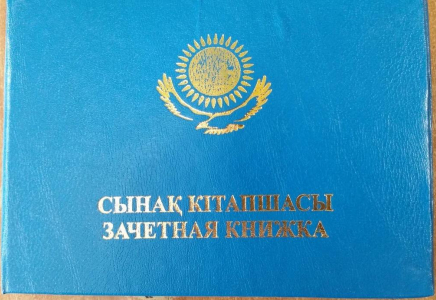 СЫНАҚ КІТАПШАСЫ
ЗАЧЕТНАЯ КНИЖКА